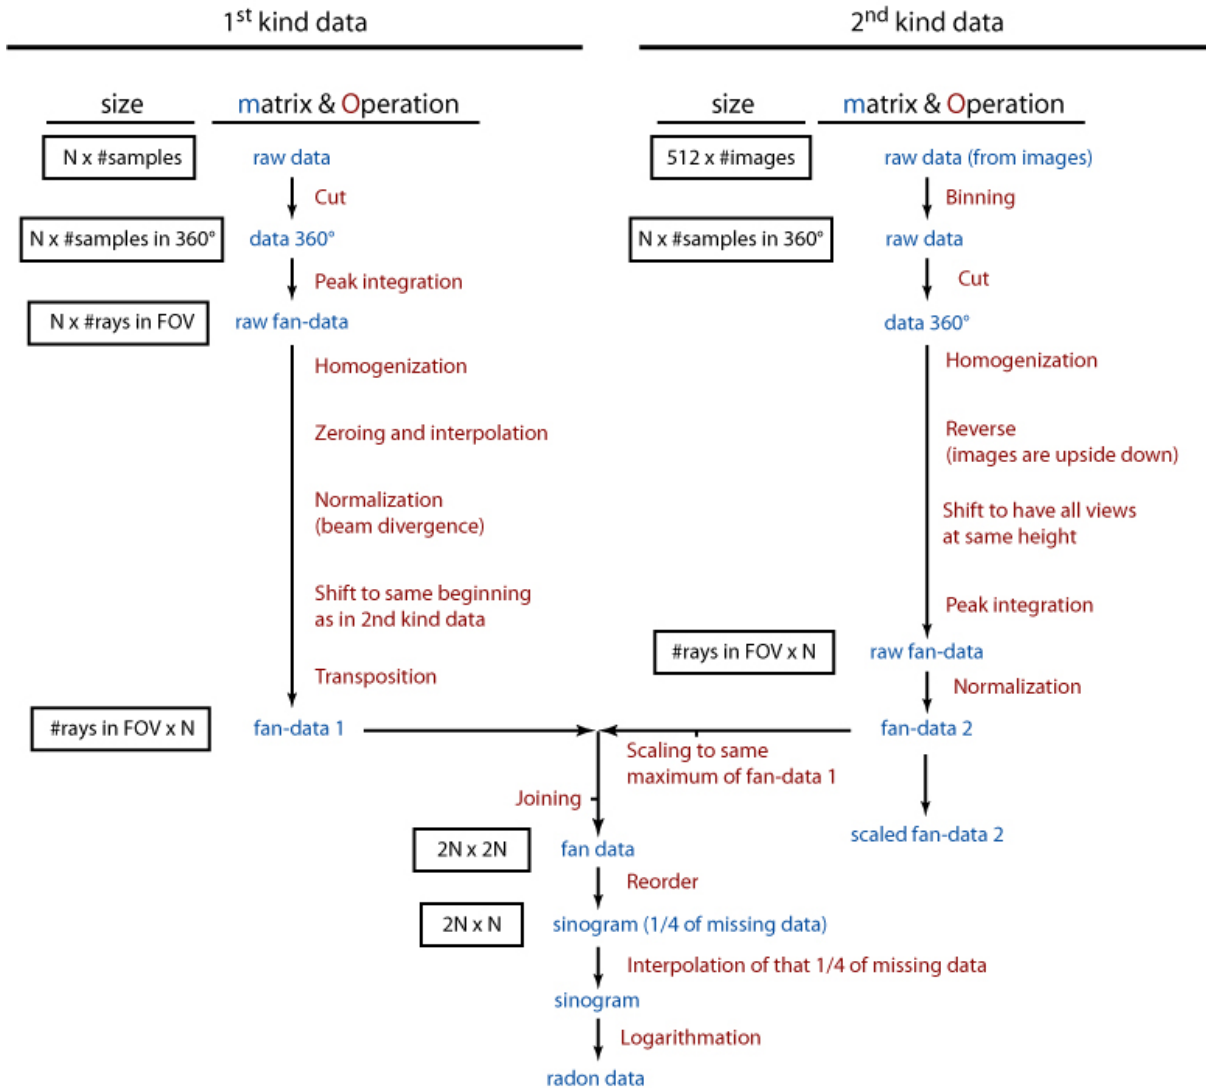 1st kind data
size
matrix & Operation
N x #samples
raw data
Cut
N x #samples in 360°
data 360°
Peak integration
N x #rays in FOV
raw fan-data
Homogenization
Zeroing and interpolation
Normalization
(beam divergence)
Shift to same beginning
as in 2nd kind data
Transposition
#rays in FOV x N
fan-data 1
2nd kind data
size
matrix & Operation
512 x #images
raw data (from images)
Binning
N x #samples in 360°
raw data
Cut
data 360°
Homogenization
Reverse
(images are upside down)
Shift to have all views
at same height
Peak integration
#rays in FOV x N
raw fan-data
Normalization
fan-data 2
Scaling to same
maximum of fan-data 1
scaled fan-data 2
Joining
2N x 2N
fan data
Reorder
2N x N
sinogram (1/4 of missing data)
Interpolation of that 1/4 of missing data
sinogram
Logarithmation
radon data